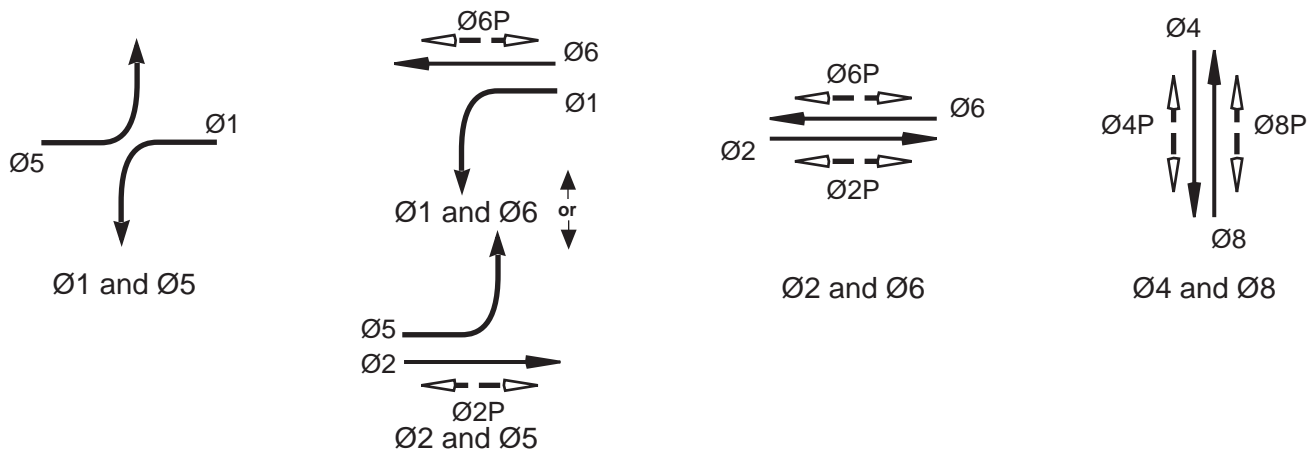 Ø5
Ø1
Ø1 and Ø5
Ø6P
Ø6
Ø1
Ø1 and Ø6
or
Ø5
Ø2
Ø2P
Ø2 and Ø5
Ø6P
Ø6
Ø2
Ø2P
Ø2 and Ø6
Ø4
Ø4P
Ø8P
Ø8
Ø4 and Ø8